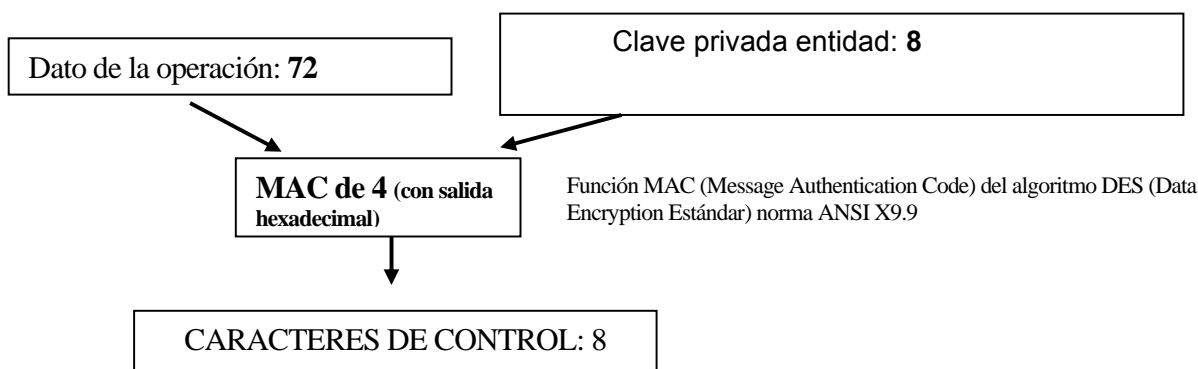 Clave privada entidad: 8
Dato de la operación: 72
MAC de 4 (con salida
hexadecimal)
Función MAC (Message Authentication Code) del algoritmo DES (Data
Encryption Estándar) norma ANSI X9.9
CARACTERES DE CONTROL: 8